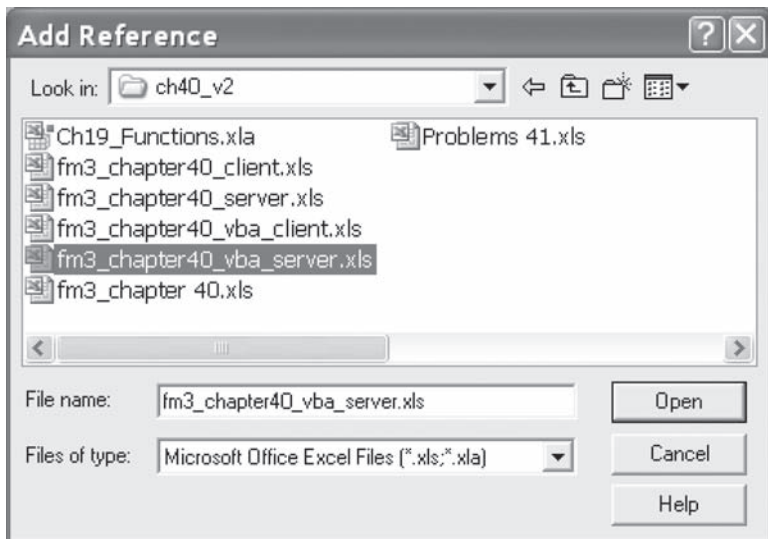 Add Reference
Look in: ch40_v2
Ch19_Functions.xla
fm3_chapter40_client.xls
fm3_chapter40_server.xls
fm3_chapter40_vba_client.xls
fm3_chapter40_vba_server.xls
fm3_chapter 40.xls
Problems 41.xls
File name: fm3_chapter40_vba_server.xls
Open
Files of type: Microsoft Office Excel Files (*.xls;*.xla)
Cancel
Help